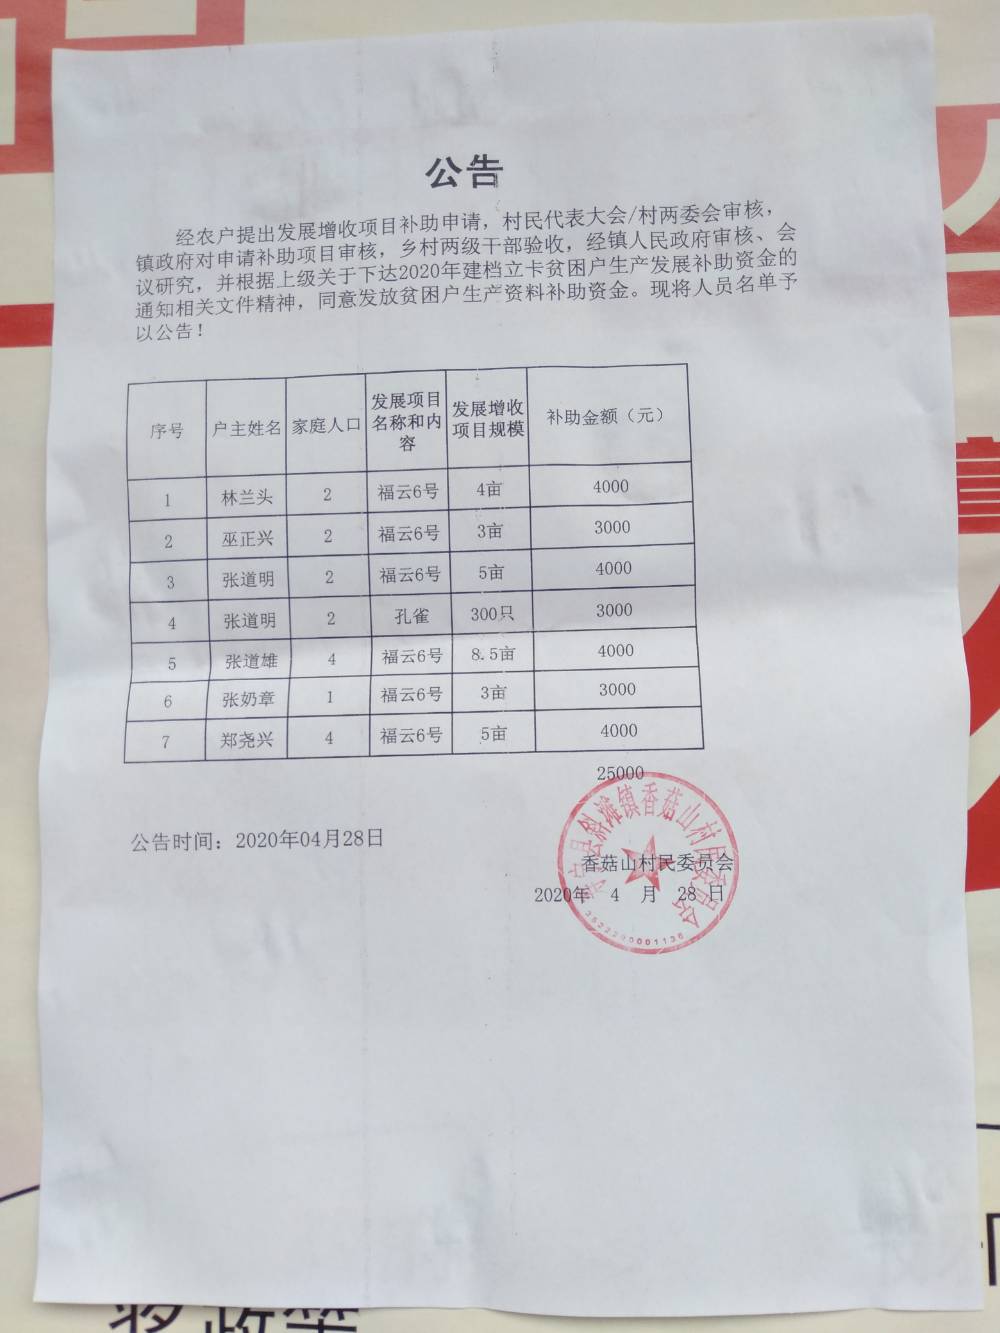 公告
经农户提出发展增收项目补助申请，村民代表大会/村两委会审核，
镇政府对申请补助项目审核，乡村两级干部验收，经镇人民政府审核、会
议研究，并根据上级关于下达2020年建档立卡贫困户生产发展补助资金的
通知相关文件精神，同意发放贫困户生产资料补助资金。现将人员名单予
以公告！
序号 户主姓名 家庭人口 发展项目名称和内容 发展增收项目规模 补助金额（元）
1 林兰头 2 福云6号 4亩 4000
2 巫正兴 2 福云6号 3亩 3000
3 张道明 2 福云6号 5亩 4000
4 张道明 2 孔雀 300只 3000
5 张道雄 4 福云6号 8.5亩 4000
6 张奶章 1 福云6号 3亩 3000
7 郑尧兴 4 福云6号 5亩 4000
25000
公告时间：2020年04月28日
县斜滩镇香菇山村民委员会
香菇山村民委员会
2020年 4 月 28 日